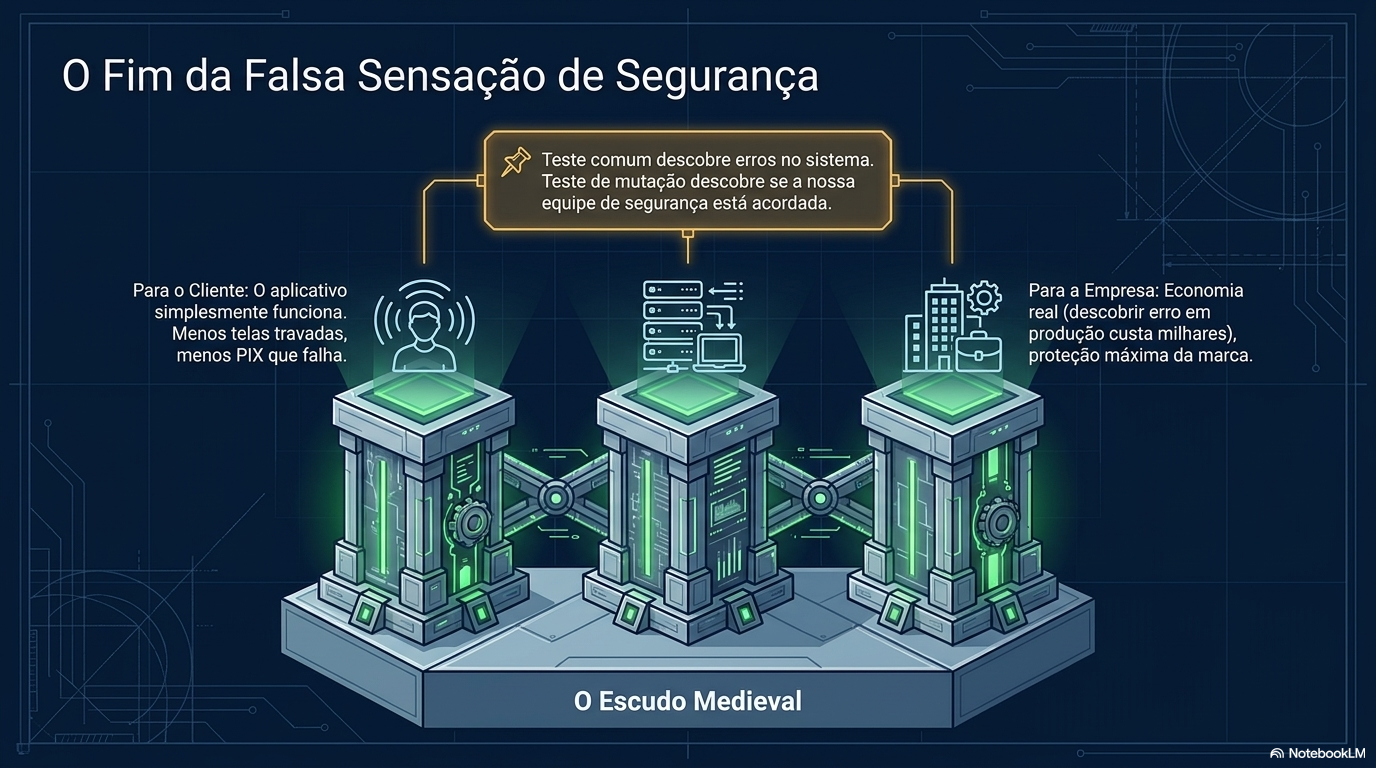 O Fim da Falsa Sensação de Segurança
Teste comum descobre erros no sistema.
Teste de mutação descobre se a nossa
equipe de segurança está acordada.
Para o Cliente: O aplicativo
simplesmente funciona.
Menos telas travadas,
menos PIX que falha.
Para a Empresa: Economia
real (descobrir erro em
produção custa milhares),
proteção máxima da marca.
O Escudo Medieval
NotebookLM